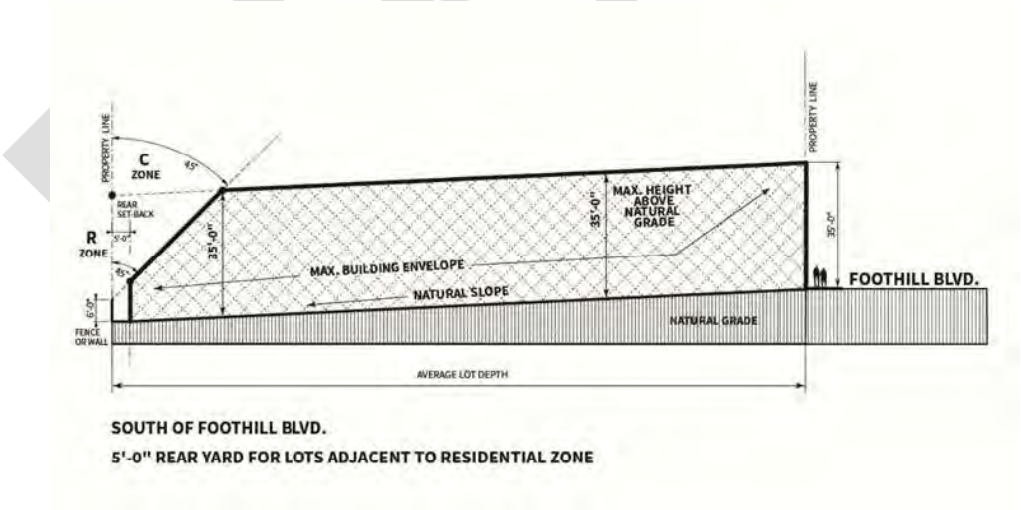 PROPERTY LINE
C
ZONE
45°
REAR
SET-BACK
5'-0"
R
ZONE
45°
6'-0"
FENCE
OR WALL
35'-0"
MAX. BUILDING ENVELOPE
NATURAL SLOPE
35'-0"
MAX. HEIGHT
ABOVE
NATURAL
GRADE
PROPERTY LINE
35'-0"
FOOTHILL BLVD.
NATURAL GRADE
AVERAGE LOT DEPTH
SOUTH OF FOOTHILL BLVD.
5'-0" REAR YARD FOR LOTS ADJACENT TO RESIDENTIAL ZONE